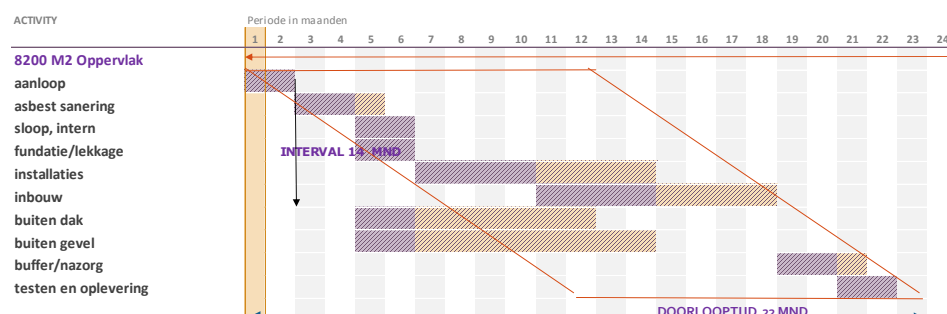 ACTIVITY Periode in maanden
1 2 3 4 5 6 7 8 9 10 11 12 13 14 15 16 17 18 19 20 21 22 23 24
8200 M2 Oppervlak
aanloop
asbest sanering
sloop, intern
fundatie/lekkage
INTERVAL 14 MND
installaties
inbouw
buiten dak
buiten gevel
buffer/nazorg
testen en oplevering
DOORLOOPTIJD 22 MND